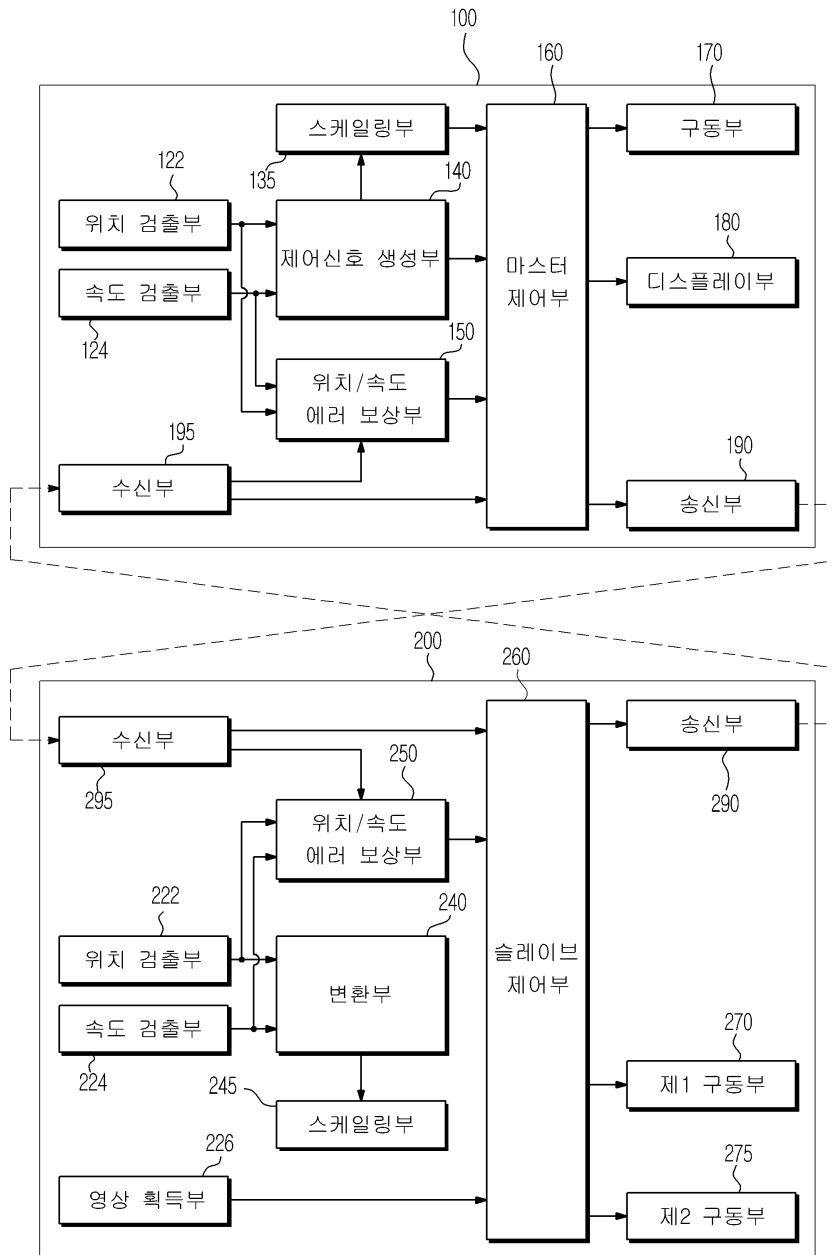 100
160
170
스케일링부
구동부
135
122
140
위치 검출부
180
제어신호 생성부
마스터
제어부
디스플레이부
속도 검출부
124
150
위치/속도
에러 보상부
195
190
수신부
송신부
200
260
수신부
송신부
295
250
290
위치/속도
에러 보상부
222
240
위치 검출부
슬레이브
제어부
변환부
속도 검출부
224
270
245
제1 구동부
스케일링부
226
275
영상 획득부
제2 구동부